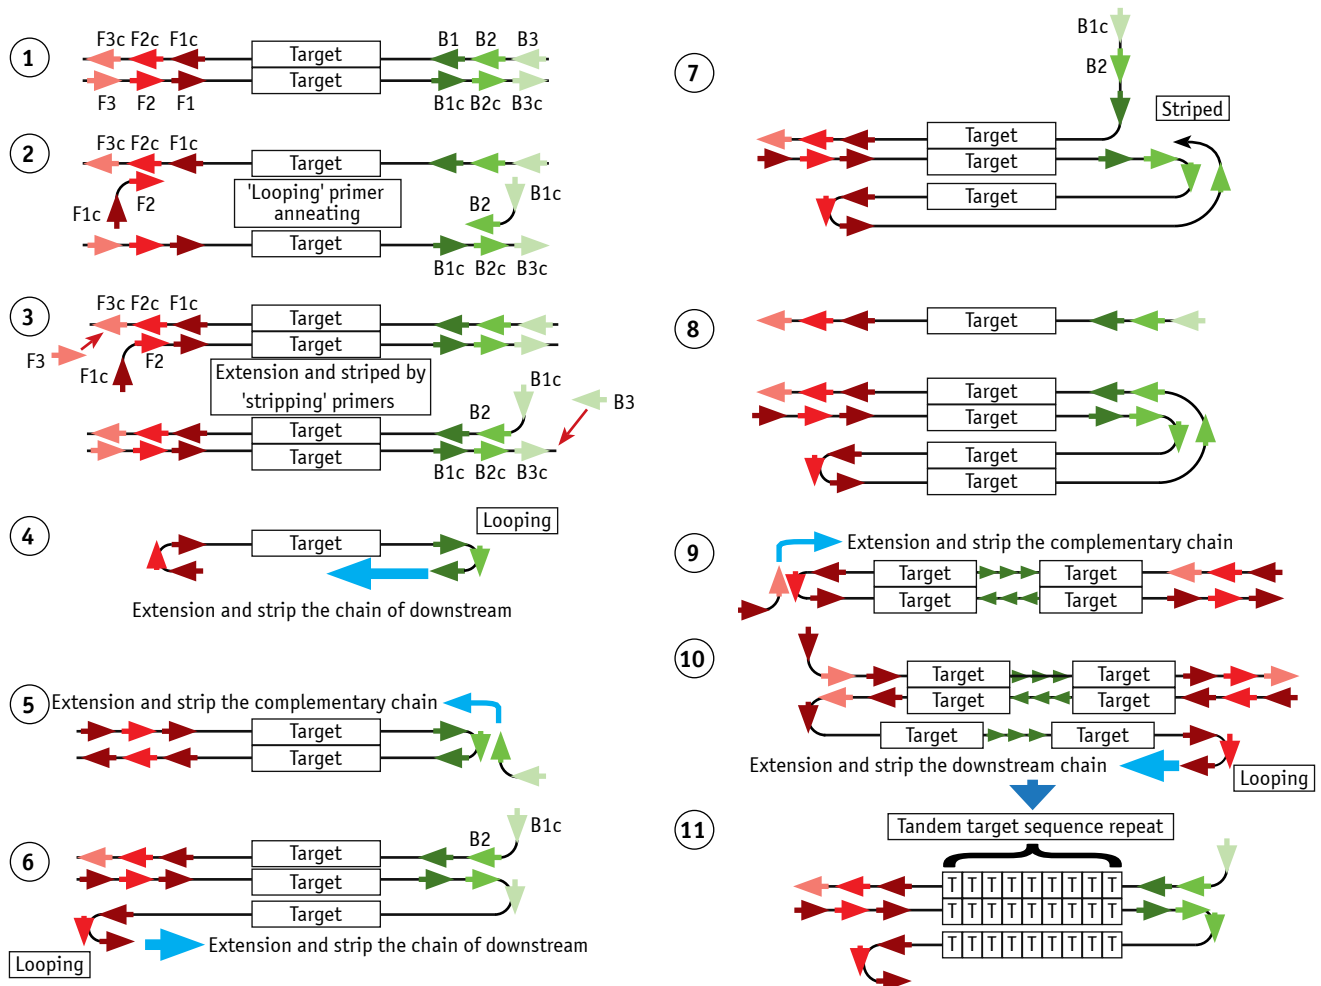 1
F3c F2c F1c
Target
B1 B2 B3
Target
F3 F2 F1
B1c B2c B3c
2
F3c F2c F1c
Target
'Looping' primer
anneating
F1c
F2
B2
B1c
Target
B1c B2c B3c
3
F3c F2c F1c
Target
Target
F3
F1c
F2
Extension and striped by
'stripping' primers
B1c
B2
B3
Target
Target
B1c B2c B3c
4
Looping
Target
Extension and strip the chain of downstream
5
Extension and strip the complementary chain
Target
Target
6
B1c
B2
Target
Target
Target
Extension and strip the chain of downstream
Looping
7
B1c
B2
Striped
Target
Target
Target
8
Target
Target
Target
Target
Target
9
Extension and strip the complementary chain
Target Target
Target Target
10
Target Target
Target Target
Target Target
Extension and strip the downstream chain
Looping
11
Tandem target sequence repeat
T T T T T T T T T
T T T T T T T T T
T T T T T T T T T